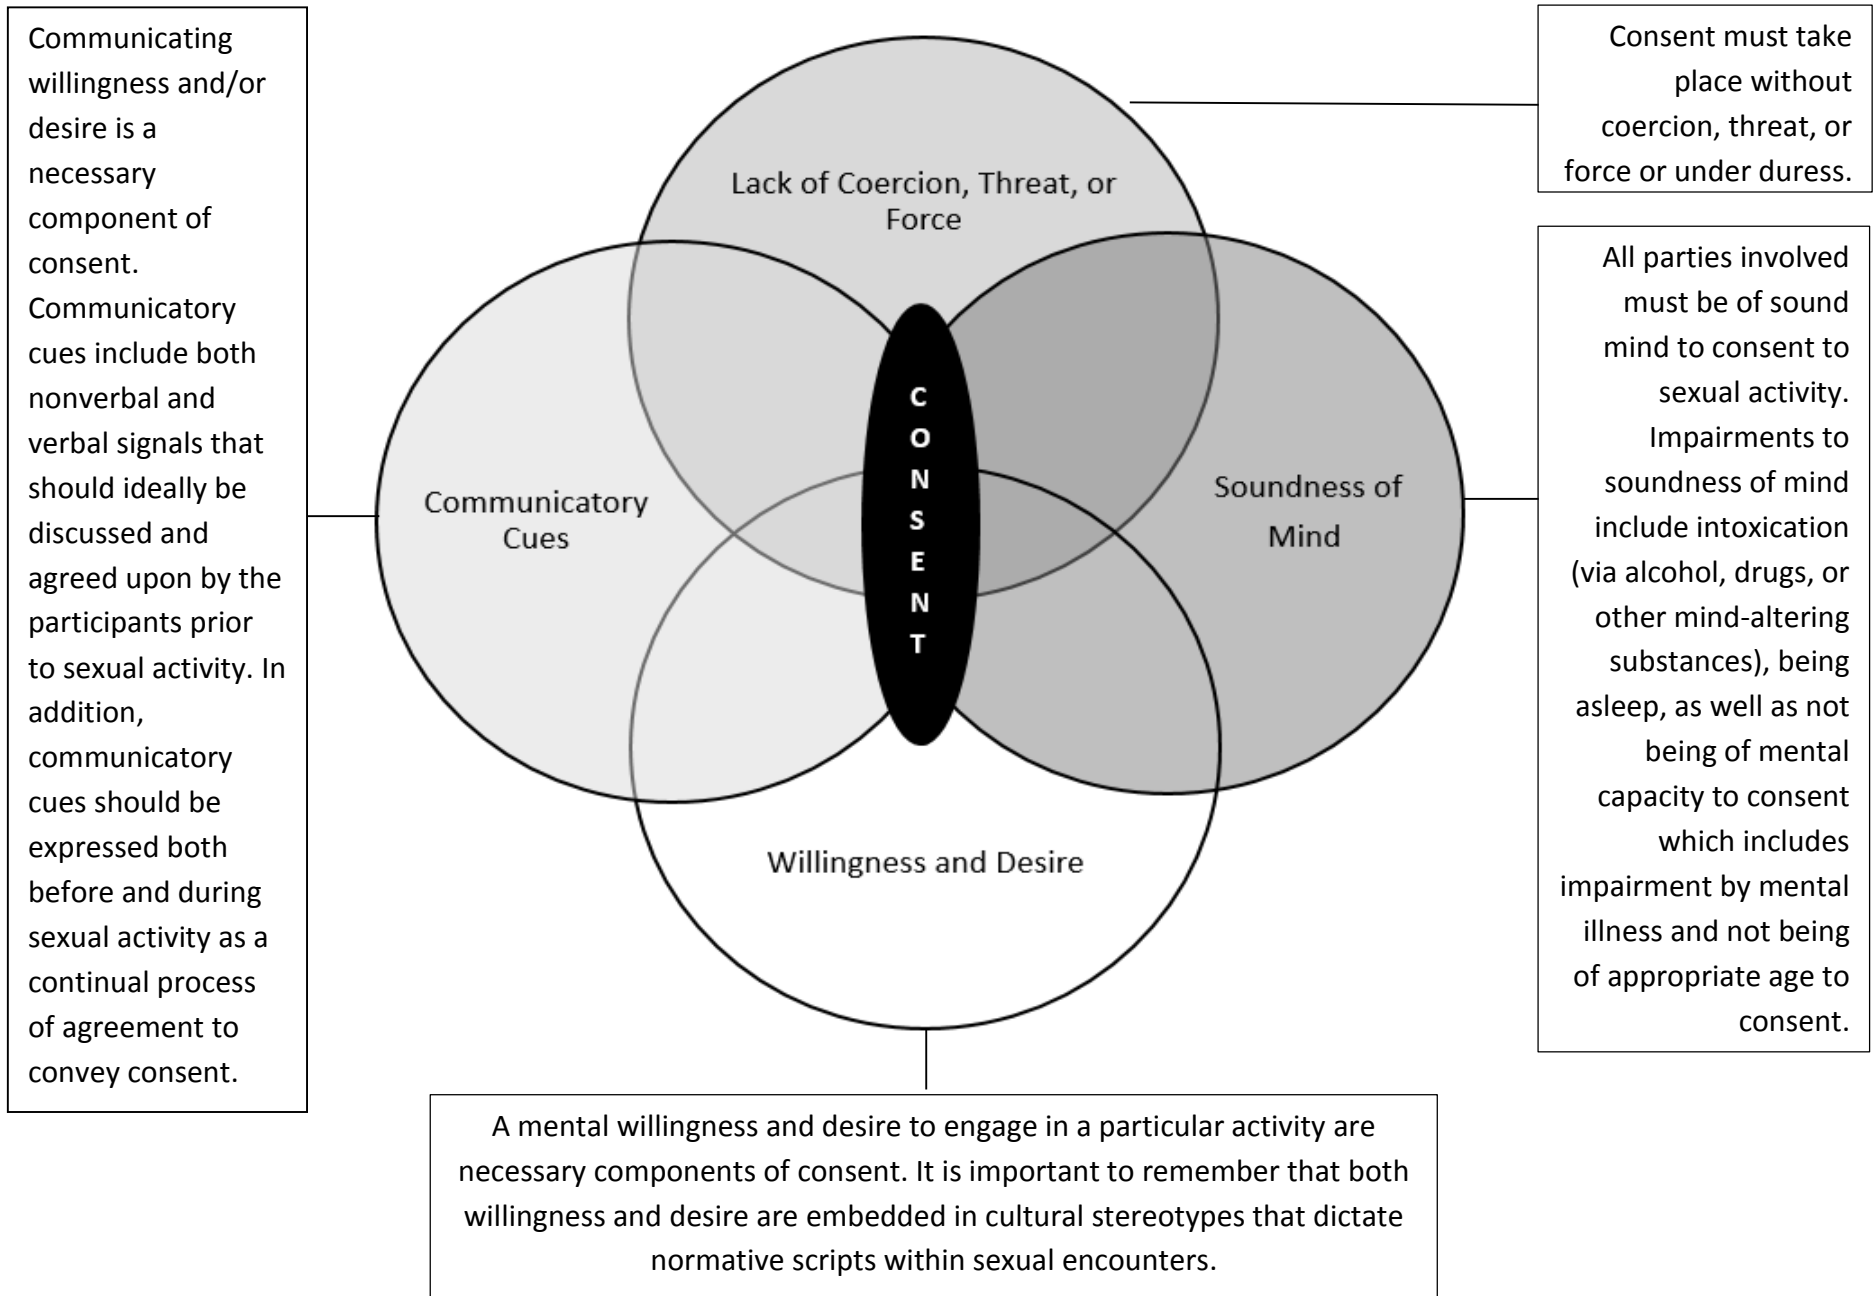 Communicating
willingness and/or
desire is a
necessary
component of
consent.
Communicatory
cues include both
nonverbal and
verbal signals that
should ideally be
discussed and
agreed upon by the
participants prior
to sexual activity. In
addition,
communicatory
cues should be
expressed both
before and during
sexual activity as a
continual process
of agreement to
convey consent.
Lack of Coercion, Threat, or
Force
Communicatory
Cues
CONSENT
Soundness of
Mind
Willingness and Desire
Consent must take
place without
coercion, threat, or
force or under duress.
All parties involved
must be of sound
mind to consent to
sexual activity.
Impairments to
soundness of mind
include intoxication
(via alcohol, drugs, or
other mind-altering
substances), being
asleep, as well as not
being of mental
capacity to consent
which includes
impairment by mental
illness and not being
of appropriate age to
consent.
A mental willingness and desire to engage in a particular activity are
necessary components of consent. It is important to remember that both
willingness and desire are embedded in cultural stereotypes that dictate
normative scripts within sexual encounters.